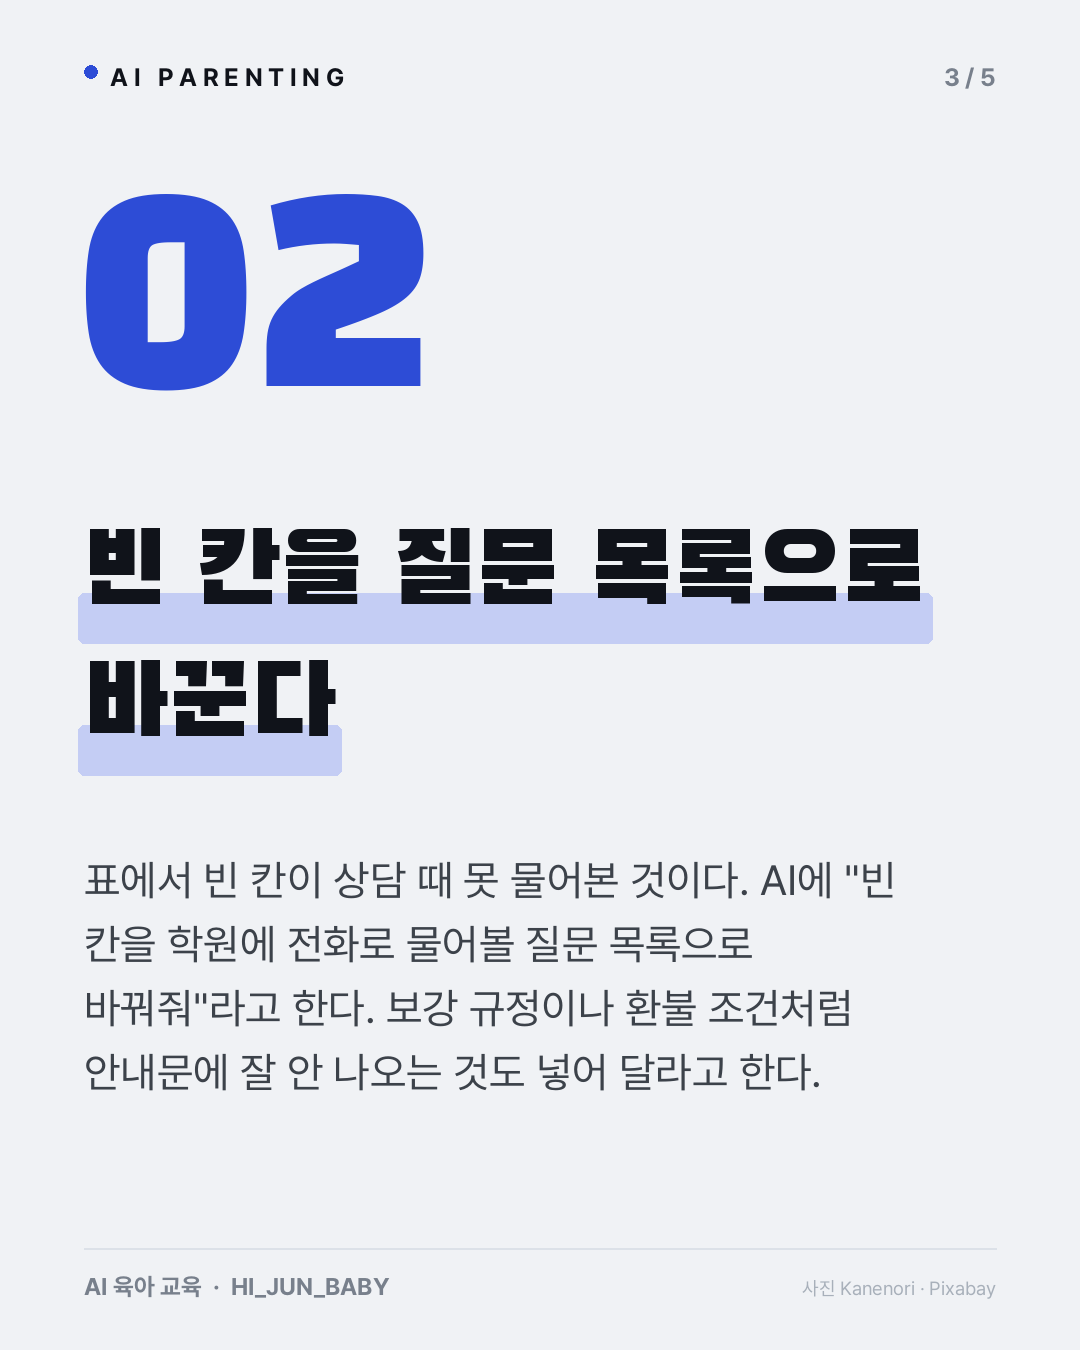 AI PARENTING
3 / 5
02
빈 칸을 질문 목록으로
바꾼다
표에서 빈 칸이 상담 때 못 물어본 것이다. AI에 "빈
칸을 학원에 전화로 물어볼 질문 목록으로
바꿔줘"라고 한다. 보강 규정이나 환불 조건처럼
안내문에 잘 안 나오는 것도 넣어 달라고 한다.
AI 육아 교육 · HI_JUN_BABY
사진 Kanenori · Pixabay